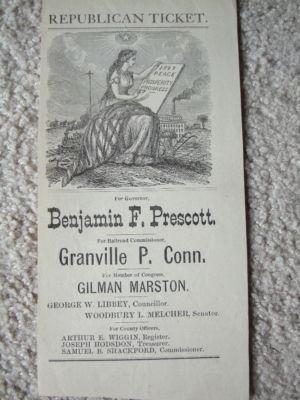 REPUBLICAN TICKET.
PEACE
PROSPERITY
PROGRESS
For Governor,
Benjamin F. Prescott.
For Railroad Commissioner,
Granville P. Conn.
For Member of Congress,
GILMAN MARSTON.
GEORGE W. LIBBEY, Councillor.
WOODBURY L. MELCHER, Senator.
For County Officers,
ARTHUR E. WIGGIN, Register.
JOSEPH HODSDON, Treasurer.
SAMUEL B. SHACKFORD, Commissioner.